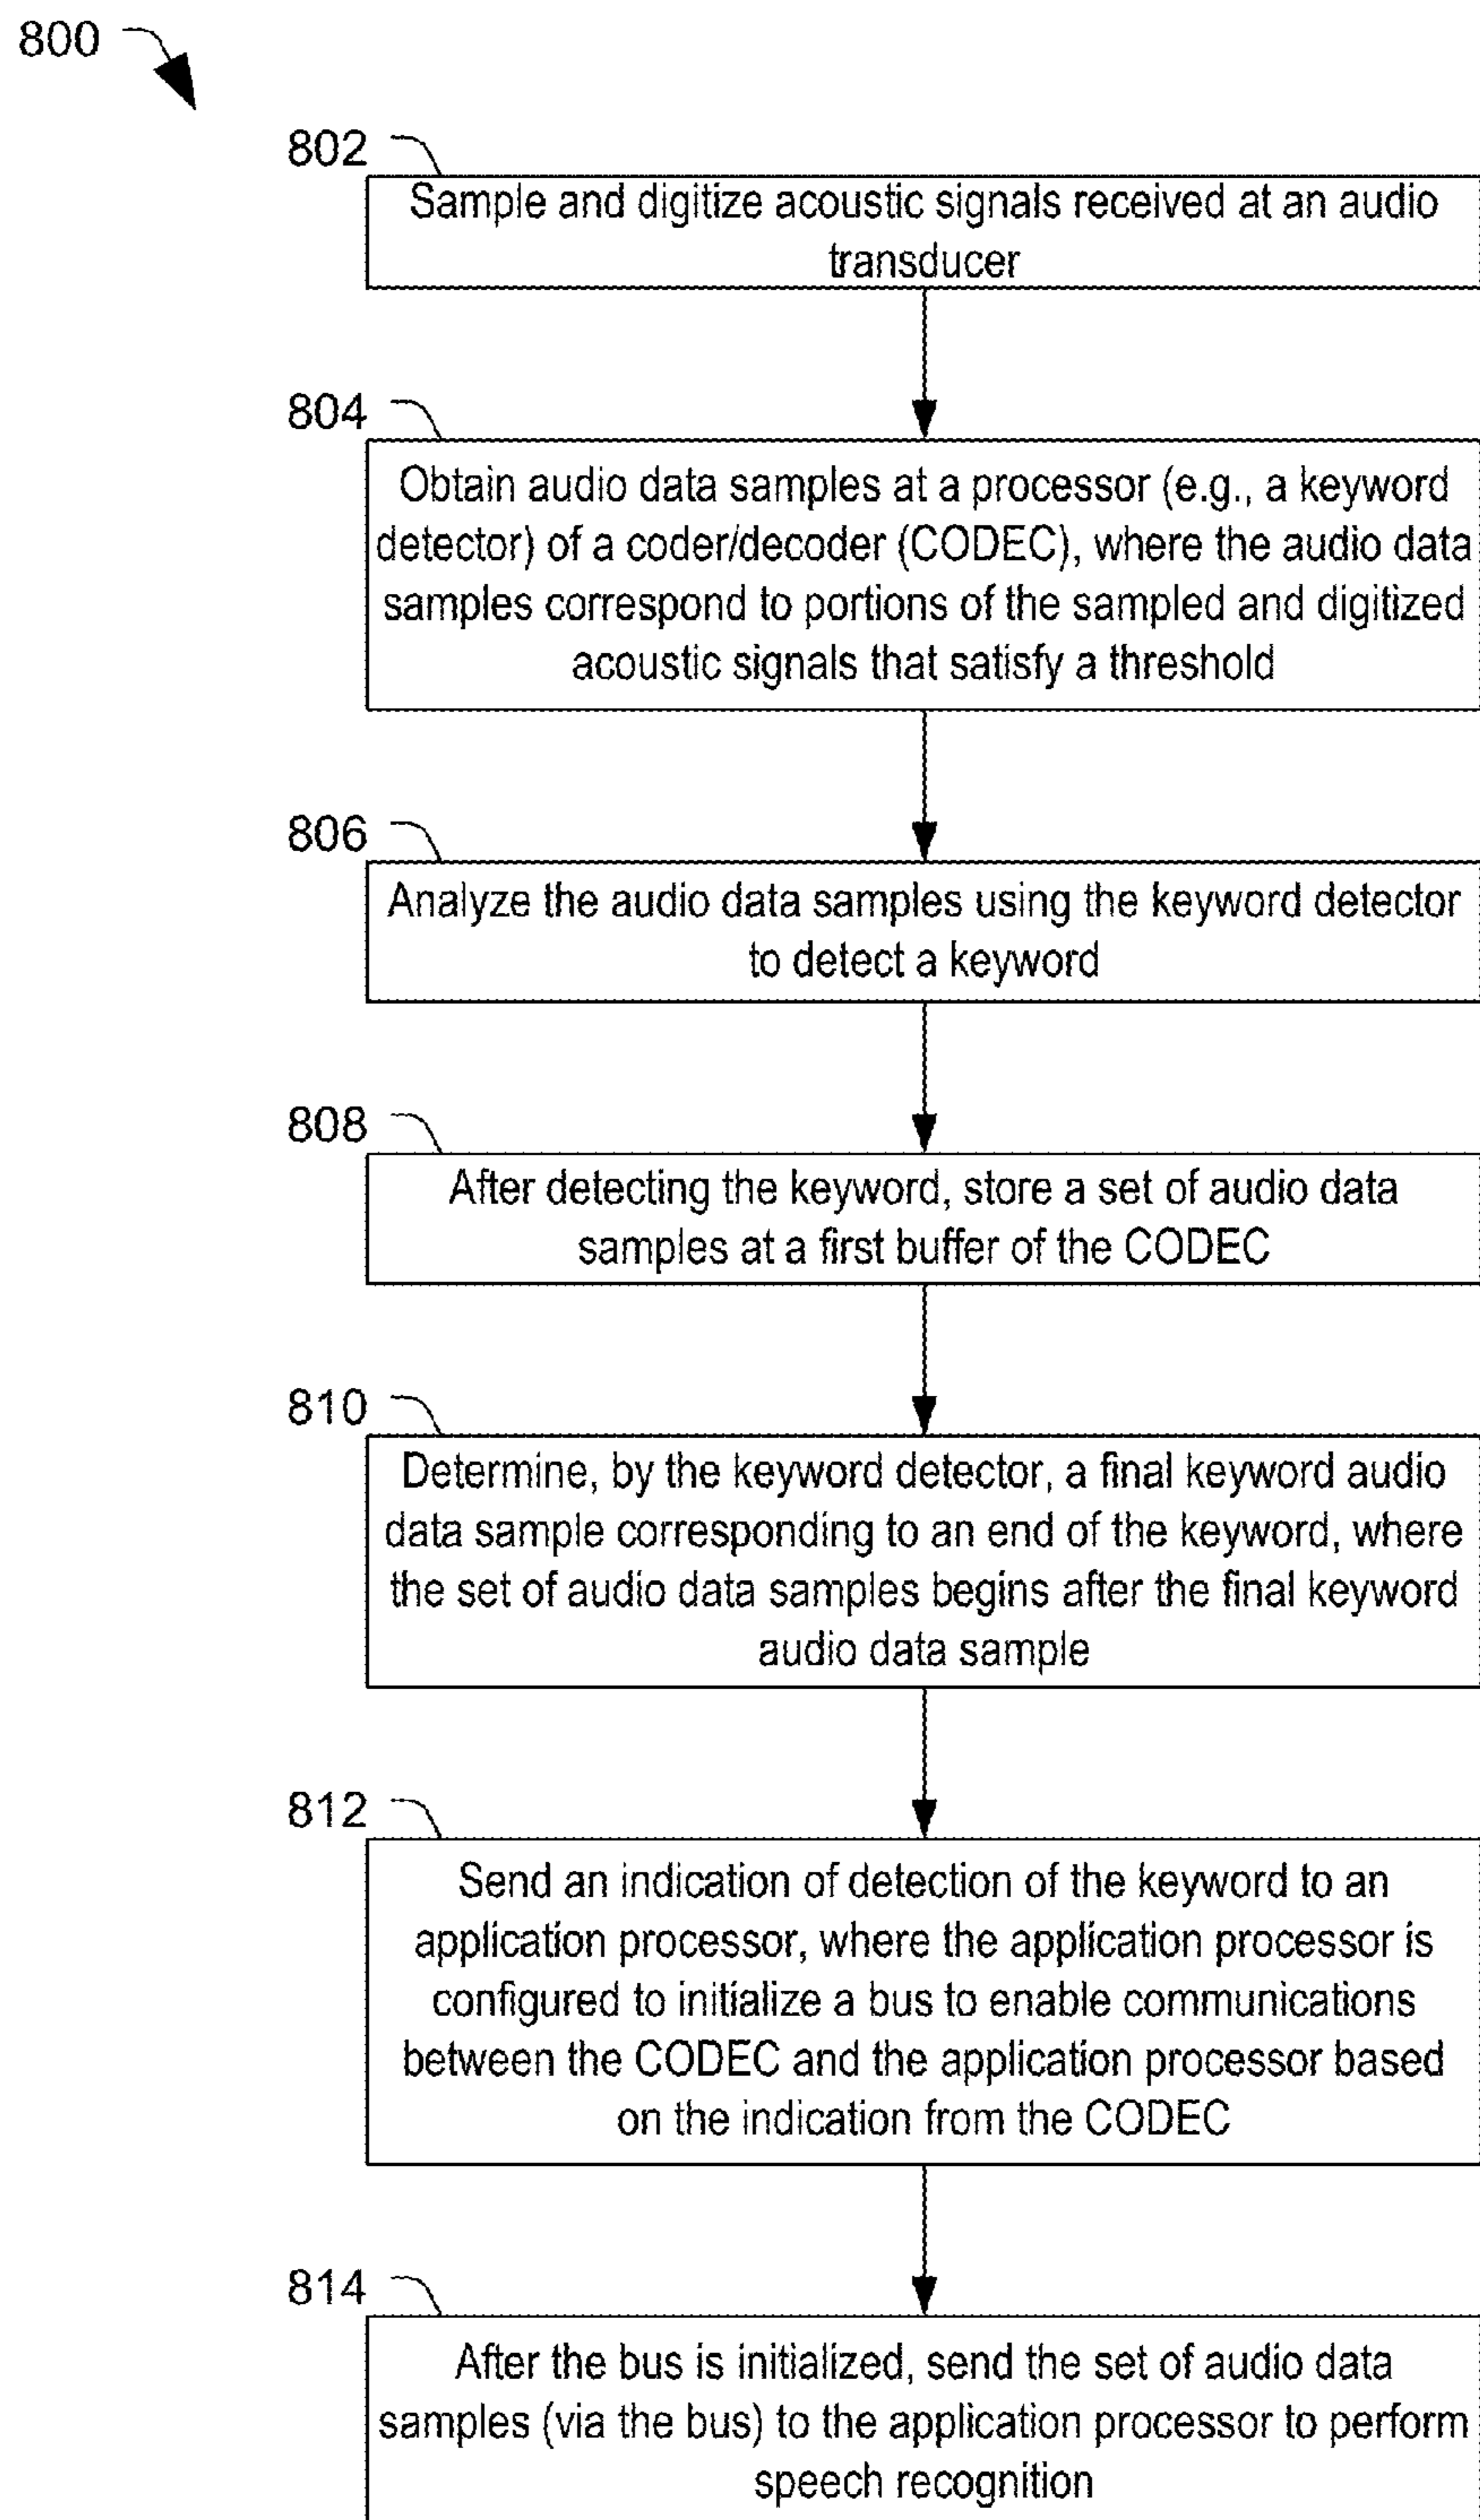 800
802
Sample and digitize acoustic signals received at an audio
transducer
804
Obtain audio data samples at a processor (e.g., a keyword
detector) of a coder/decoder (CODEC), where the audio data
samples correspond to portions of the sampled and digitized
acoustic signals that satisfy a threshold
806
Analyze the audio data samples using the keyword detector
to detect a keyword
808
After detecting the keyword, store a set of audio data
samples at a first buffer of the CODEC
810
Determine, by the keyword detector, a final keyword audio
data sample corresponding to an end of the keyword, where
the set of audio data samples begins after the final keyword
audio data sample
812
Send an indication of detection of the keyword to an
application processor, where the application processor is
configured to initialize a bus to enable communications
between the CODEC and the application processor based
on the indication from the CODEC
814
After the bus is initialized, send the set of audio data
samples (via the bus) to the application processor to perform
speech recognition